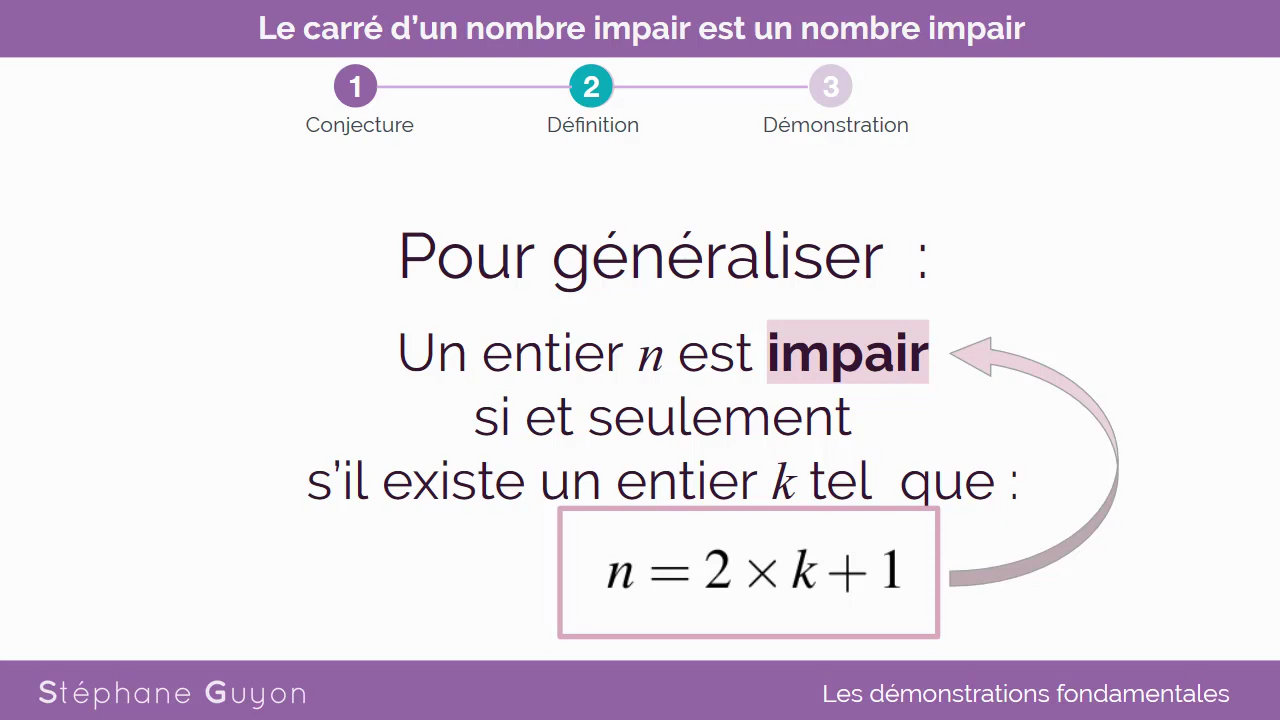 Le carré d'un nombre impair est un nombre impair
1 2 3
Conjecture Définition Démonstration
Pour généraliser :
Un entier n est impair
si et seulement
s'il existe un entier k tel que :
n = 2 × k + 1
Stéphane Guyon Les démonstrations fondamentales